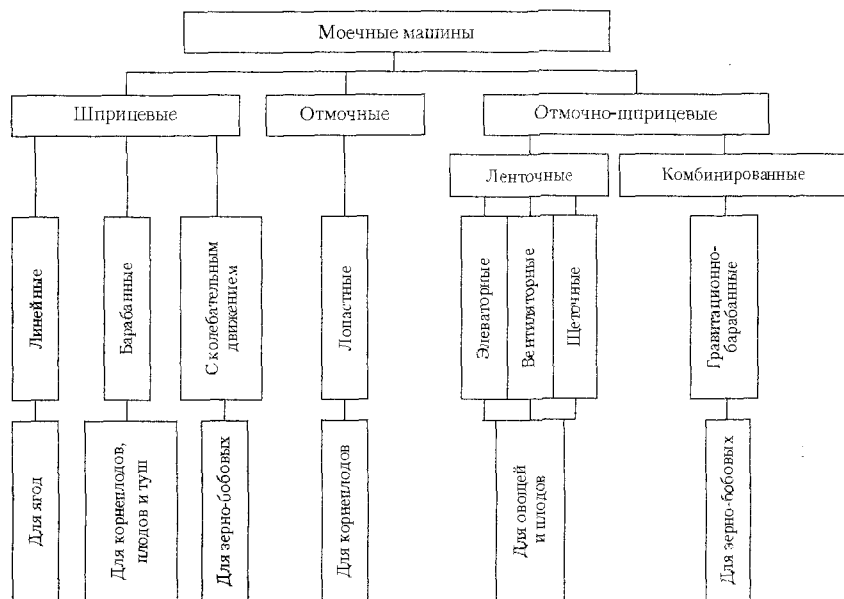 Моечные машины
Шприцевые
Отмочные
Отмочно-шприцевые
Ленточные
Комбинированные
Линейные
Барабанные
С колебательным
движением
Лопастные
Элеваторные
Вентиляторные
Щеточные
Гравитационно-
барабанные
Для ягод
Для корнеплодов,
плодов и туш
Для зерно-бобовых
Для корнеплодов
Для овощей
и плодов
Для зерно-бобовых